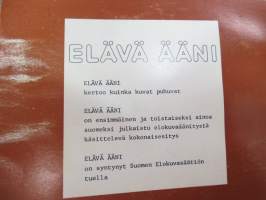 ELÄVÄ ÄÄNI
ELÄVÄ ÄÄNI
kertoo kuinka kuvat puhuvat
ELÄVÄ ÄÄNI
on ensimmäinen ja toistaiseksi ainoa
suomeksi julkaistu elokuvaäänitystä
käsittelevä kokonaisesitys
ELÄVÄ ÄÄNI
on syntynyt Suomen Elokuvasäätiön
tuella